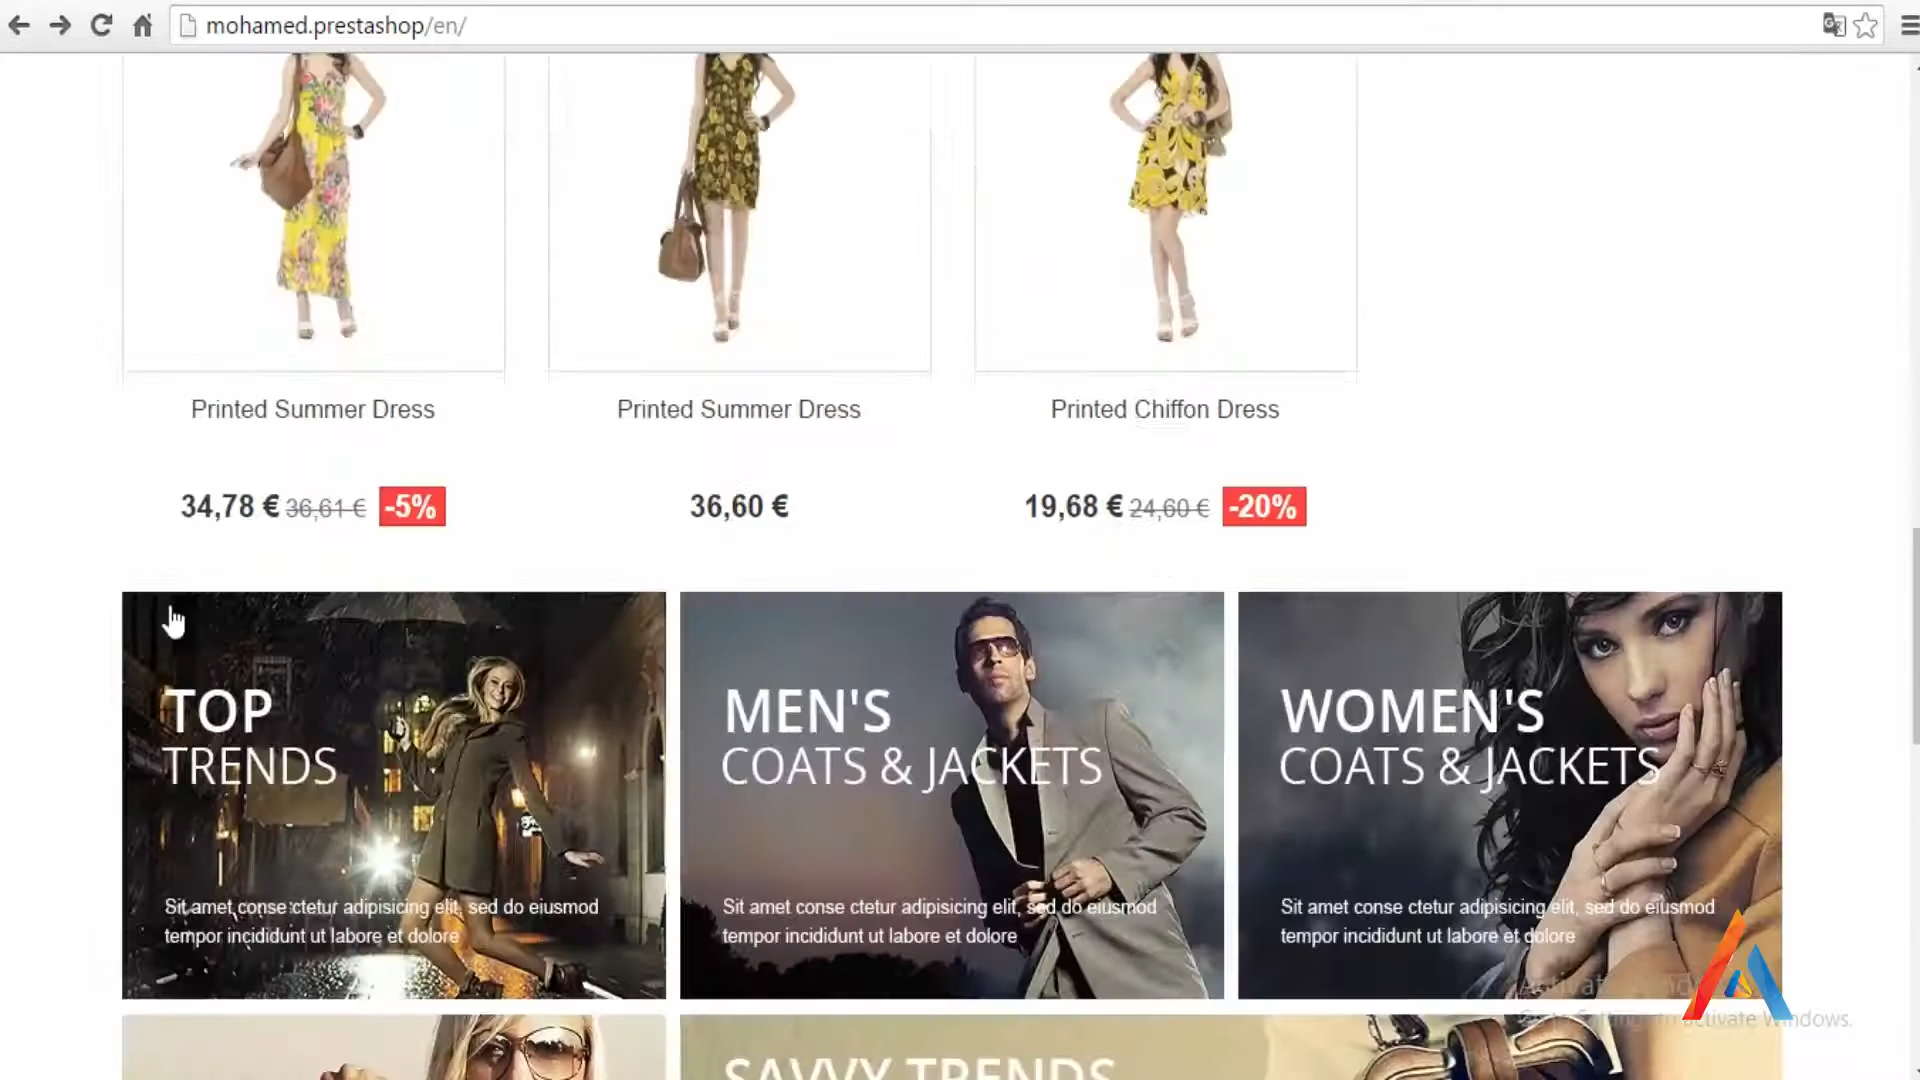 mohamed.prestashop/en/
Printed Summer Dress
Printed Summer Dress
Printed Chiffon Dress
34,78 € 36,61 € -5%
36,60 €
19,68 € 24,60 € -20%
TOP
TRENDS
Sit amet conse ctetur adipisicing elit, sed do eiusmod
tempor incididunt ut labore et dolore
MEN'S
COATS & JACKETS
Sit amet conse ctetur adipisicing elit, sed do eiusmod
tempor incididunt ut labore et dolore
WOMEN'S
COATS & JACKETS
Sit amet conse ctetur adipisicing elit, sed do eiusmod
tempor incididunt ut labore et dolore
SAVVY TRENDS
activate Windows.